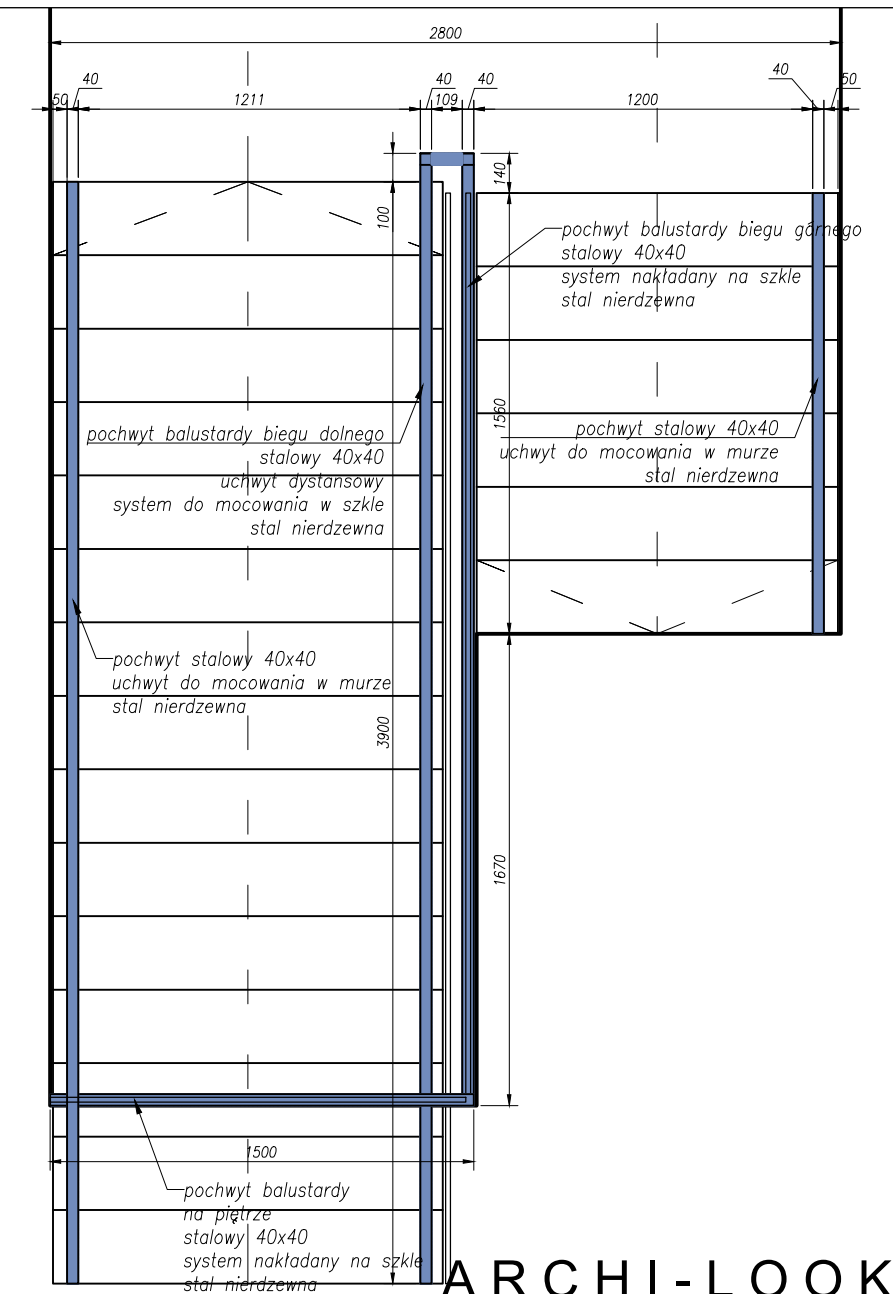 2800
40
40
40
40
50
50
1211
109
1200
140
100
pochwyt balustardy biegu górnego
stalowy 40x40
system nakładany na szkle
stal nierdzewna
1560
pochwyt balustardy biegu dolnego
stalowy 40x40
uchwyt dystansowy
system do mocowania w szkle
stal nierdzewna
pochwyt stalowy 40x40
uchwyt do mocowania w murze
stal nierdzewna
pochwyt stalowy 40x40
uchwyt do mocowania w murze
stal nierdzewna
3900
1670
1500
pochwyt balustardy
na piętrze
stalowy 40x40
system nakładany na szkle
stal nierdzewna
ARCHI-LOOK